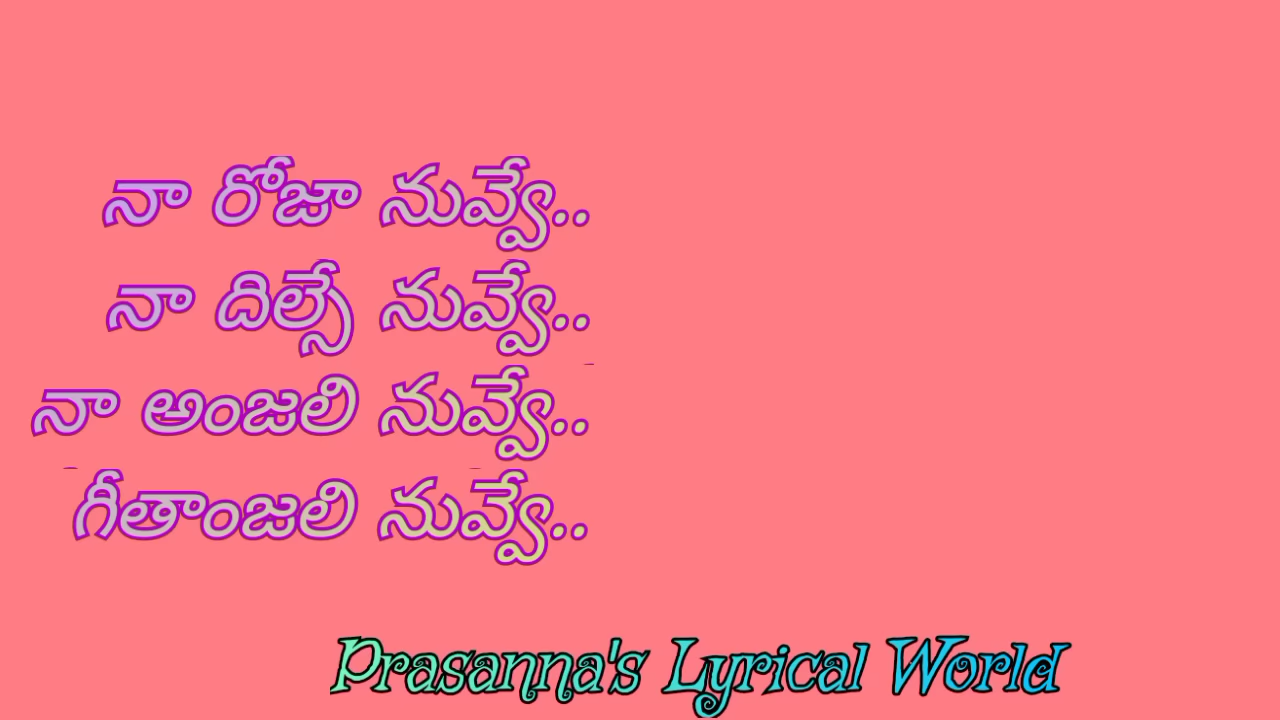 నా రోజా నువ్వే..
నా దిల్సే నువ్వే..
నా అంజలి నువ్వే..
గీతాంజలి నువ్వే..
Prasanna's Lyrical World